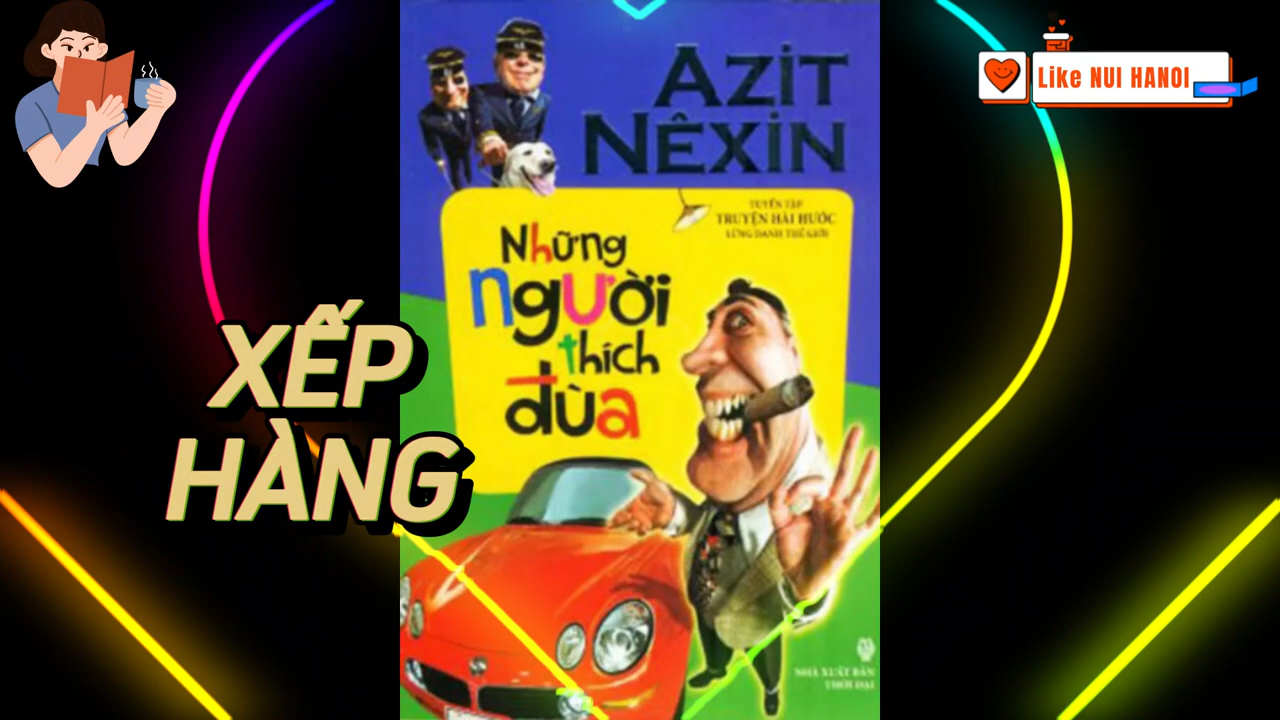 AZIT
NÊXIN
TUYỂN TẬP
TRUYỆN HÀI HƯỚC
LỪNG DANH THẾ GIỚI
Những
người
thích
đùa
XẾP
HÀNG
Like NUI HANOI
NHÀ XUẤT BẢN
THỜI ĐẠI